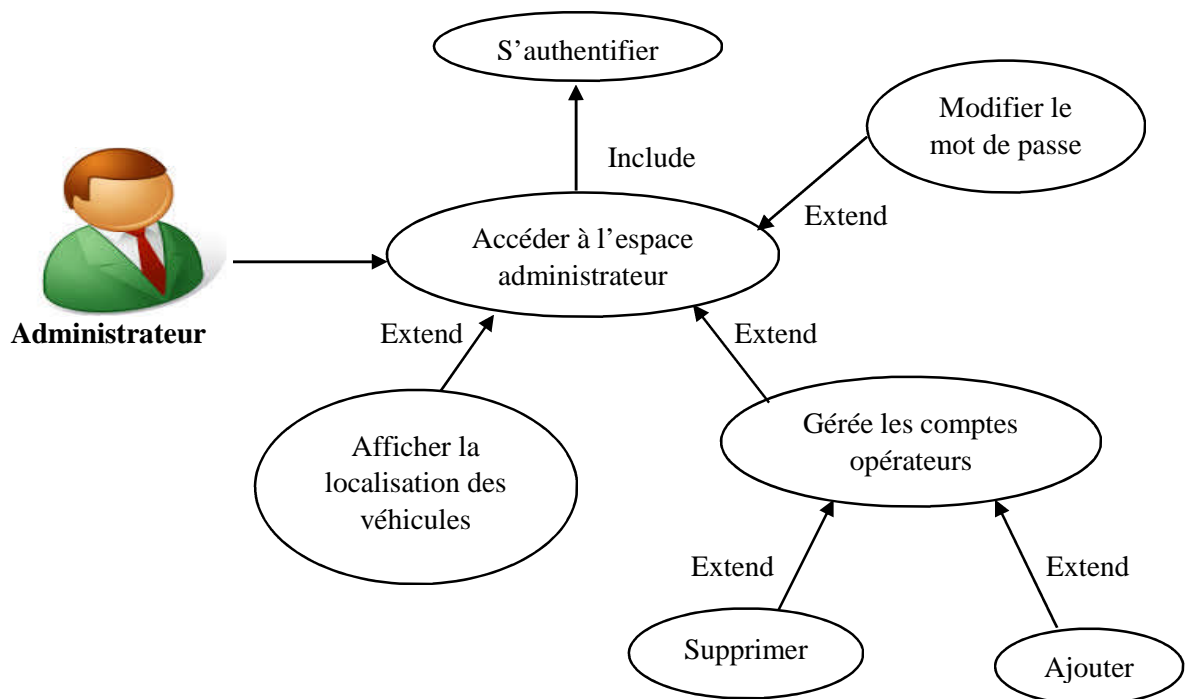 S’authentifier
Modifier le
mot de passe
Include
Extend
Accéder à l’espace
administrateur
Administrateur
Extend
Extend
Afficher la
localisation des
véhicules
Gérée les comptes
opérateurs
Extend
Extend
Supprimer
Ajouter